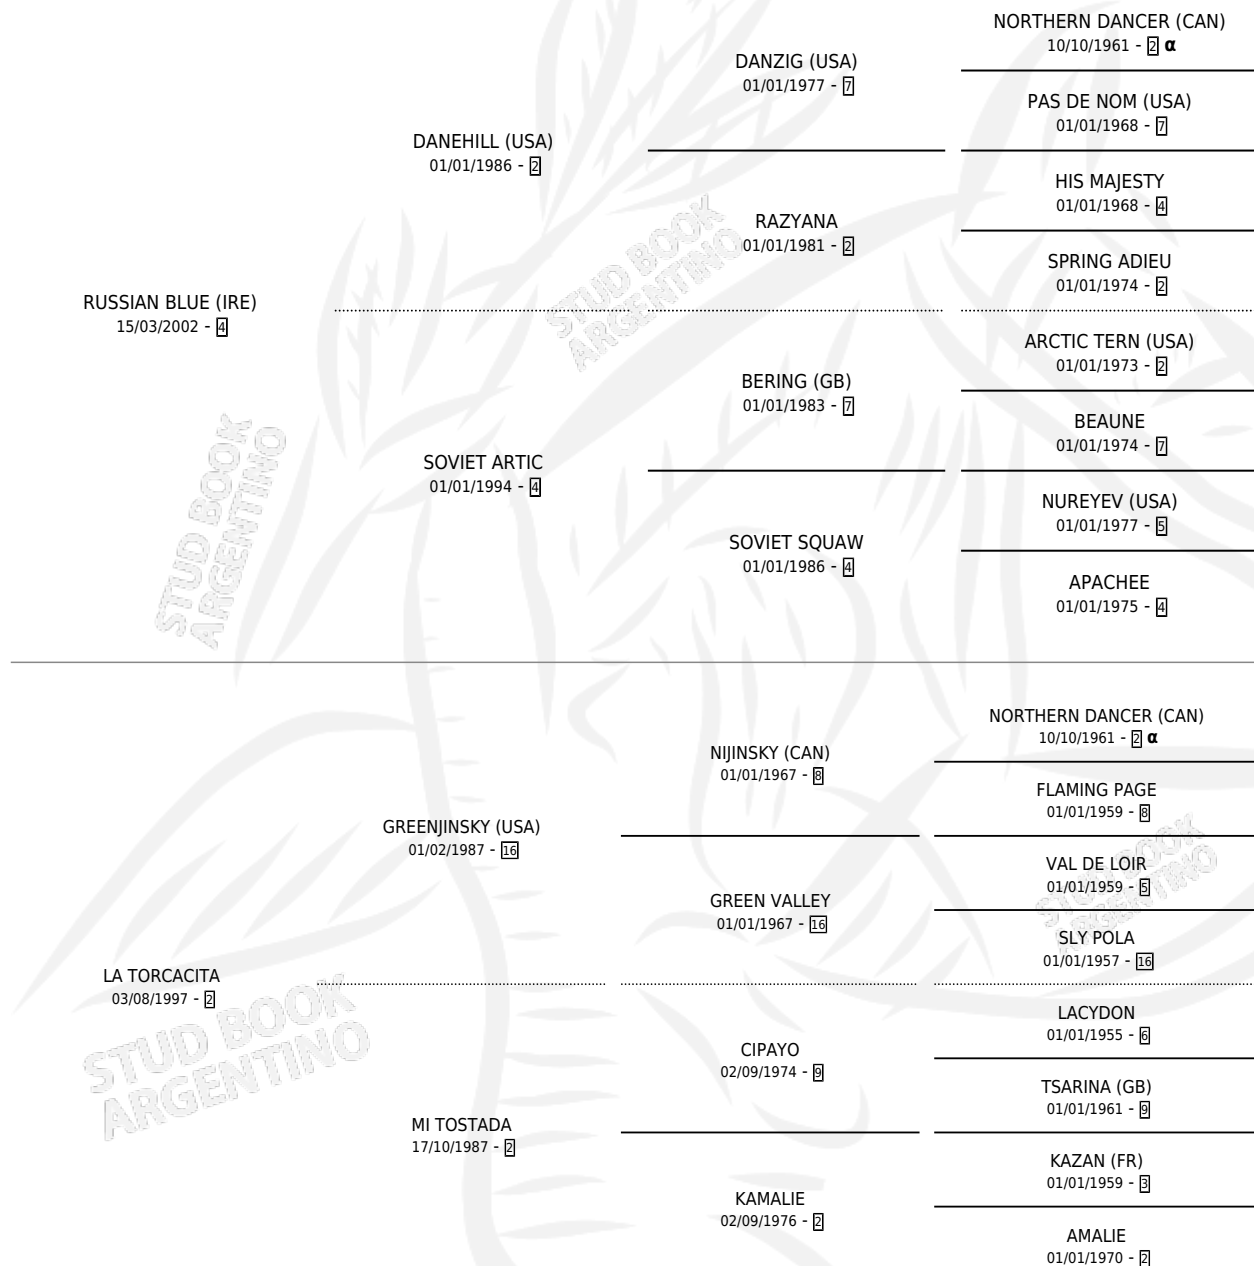 NORTHERN DANCER (CAN)
10/10/1961 - 2 α
DANZIG (USA)
01/01/1977 - 7
PAS DE NOM (USA)
01/01/1968 - 7
DANEHILL (USA)
01/01/1986 - 2
HIS MAJESTY
01/01/1968 - 4
RAZYANA
01/01/1981 - 2
SPRING ADIEU
01/01/1974 - 2
RUSSIAN BLUE (IRE)
15/03/2002 - 4
STUD BOOK
ARGENTINO
ARCTIC TERN (USA)
01/01/1973 - 2
BERING (GB)
01/01/1983 - 7
BEAUNE
01/01/1974 - 7
SOVIET ARTIC
01/01/1994 - 4
STUD BOOK
ARGENTINO
NUREYEV (USA)
01/01/1977 - 5
SOVIET SQUAW
01/01/1986 - 4
APACHEE
01/01/1975 - 4
NORTHERN DANCER (CAN)
10/10/1961 - 2 α
NIJINSKY (CAN)
01/01/1967 - 8
FLAMING PAGE
01/01/1959 - 8
GREENJINSKY (USA)
01/02/1987 - 16
VAL DE LOIR
01/01/1959 - 5
STUD BOOK
ARGENTINO
GREEN VALLEY
01/01/1967 - 16
SLY POLA
01/01/1957 - 16
LA TORCACITA
03/08/1997 - 2
STUD BOOK
ARGENTINO
LACYDON
01/01/1955 - 6
CIPAYO
02/09/1974 - 9
TSARINA (GB)
01/01/1961 - 9
MI TOSTADA
17/10/1987 - 2
KAZAN (FR)
01/01/1959 - 3
KAMALIE
02/09/1976 - 2
AMALIE
01/01/1970 - 2